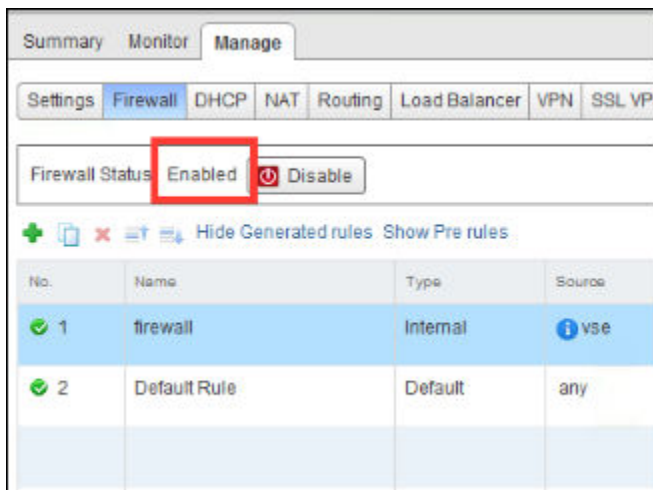 Summary Monitor Manage
Settings Firewall DHCP NAT Routing Load Balancer VPN SSL VP
Firewall Status Enabled Disable
Hide Generated rules Show Pre rules
No. Name Type Source
1 firewall Internal vse
2 Default Rule Default any